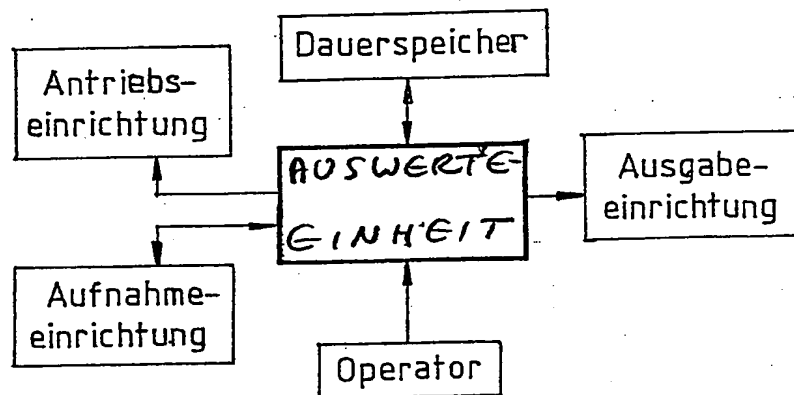 Dauerspeicher
Antriebs-
einrichtung
AUSWERTE-
EINHEIT
Ausgabe-
einrichtung
Aufnahme-
einrichtung
Operator